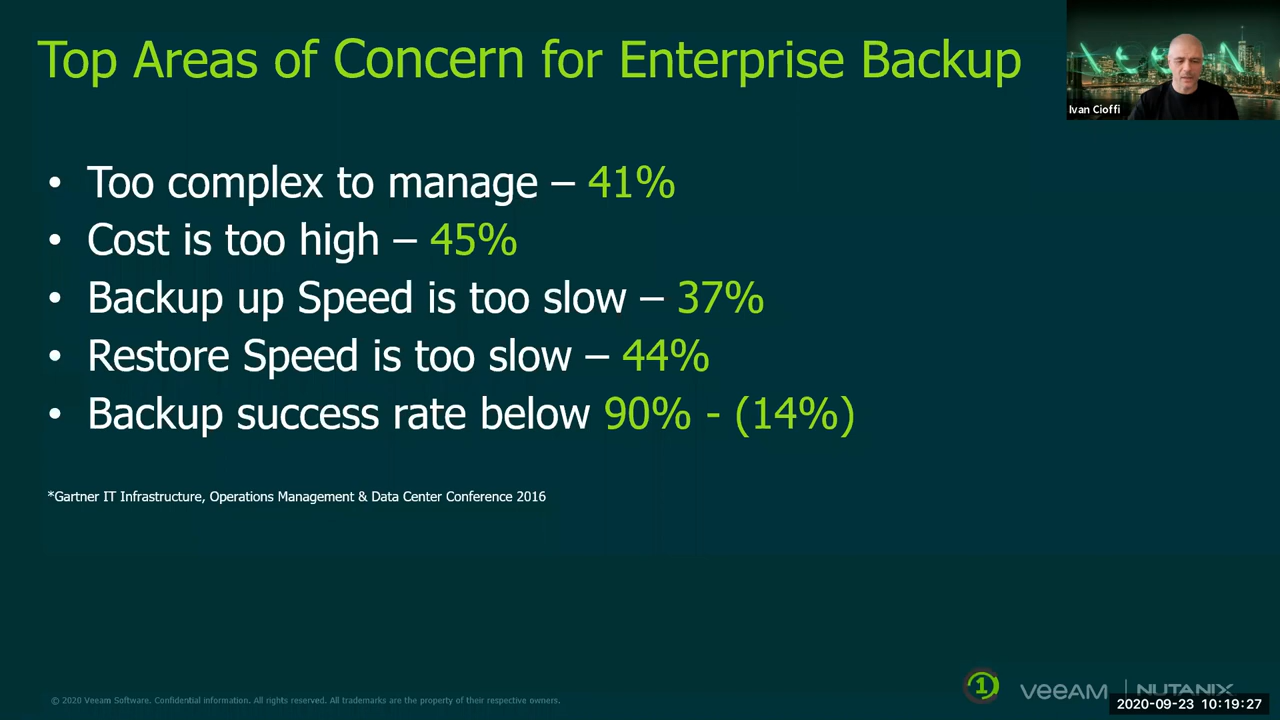 Top Areas of Concern for Enterprise Backup
Ivan Cioffi
• Too complex to manage – 41%
• Cost is too high – 45%
• Backup up Speed is too slow – 37%
• Restore Speed is too slow – 44%
• Backup success rate below 90% - (14%)
*Gartner IT Infrastructure, Operations Management & Data Center Conference 2016
© 2020 Veeam Software. Confidential information. All rights reserved. All trademarks are the property of their respective owners.
1
VEEAM | NUTANIX
2020-09-23 10:19:27